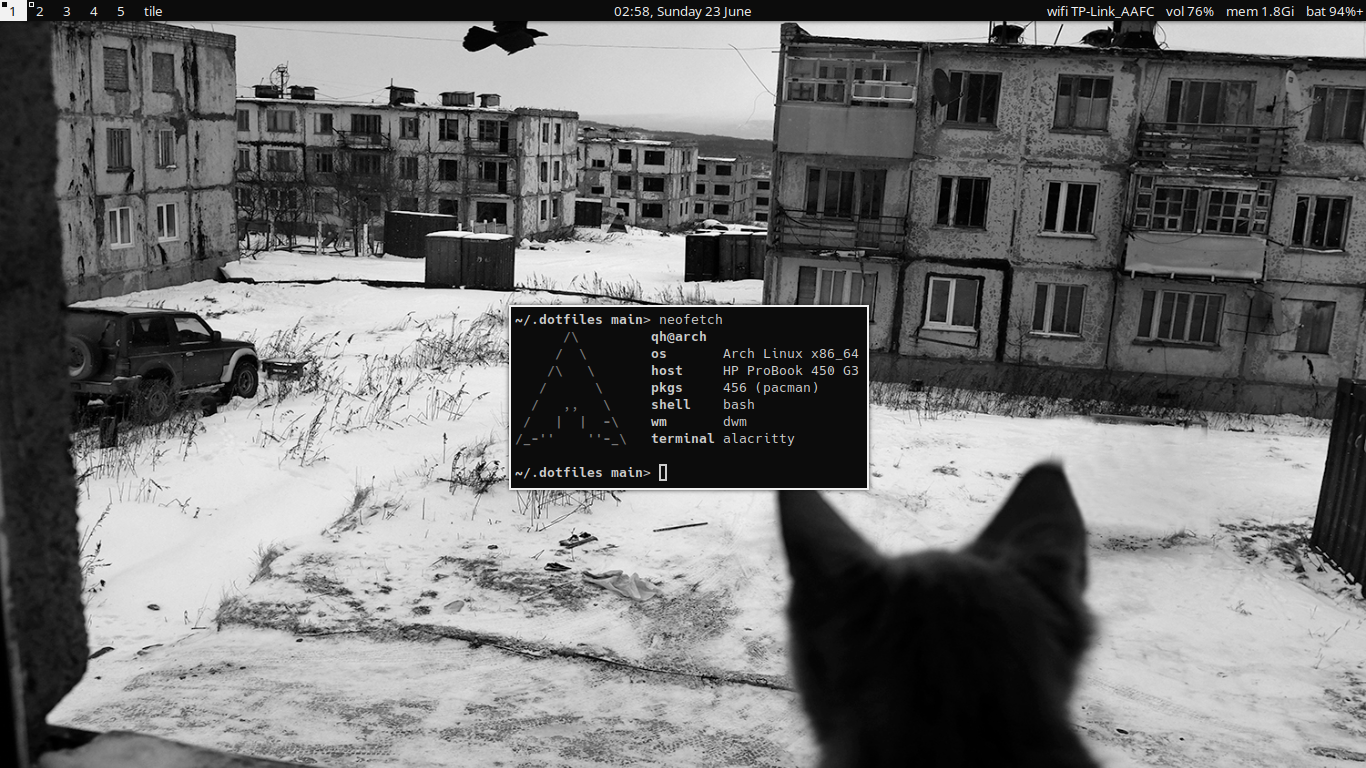 1 2 3 4 5 tile 02:58, Sunday 23 June wifi TP-Link_AAFC vol 76% mem 1.8Gi bat 94%+
~/.dotfiles main> neofetch
qh@arch
os Arch Linux x86_64
host HP ProBook 450 G3
pkgs 456 (pacman)
shell bash
wm dwm
terminal alacritty
~/.dotfiles main>